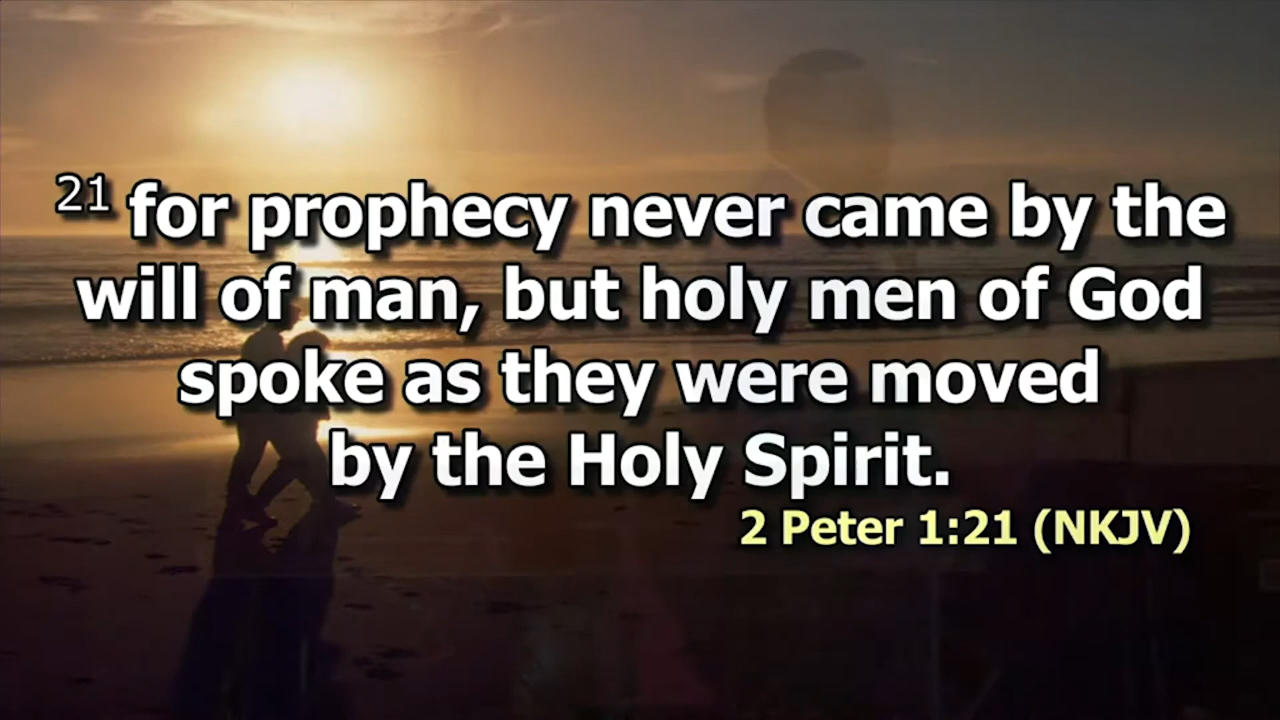 21 for prophecy never came by the
will of man, but holy men of God
spoke as they were moved
by the Holy Spirit.
2 Peter 1:21 (NKJV)